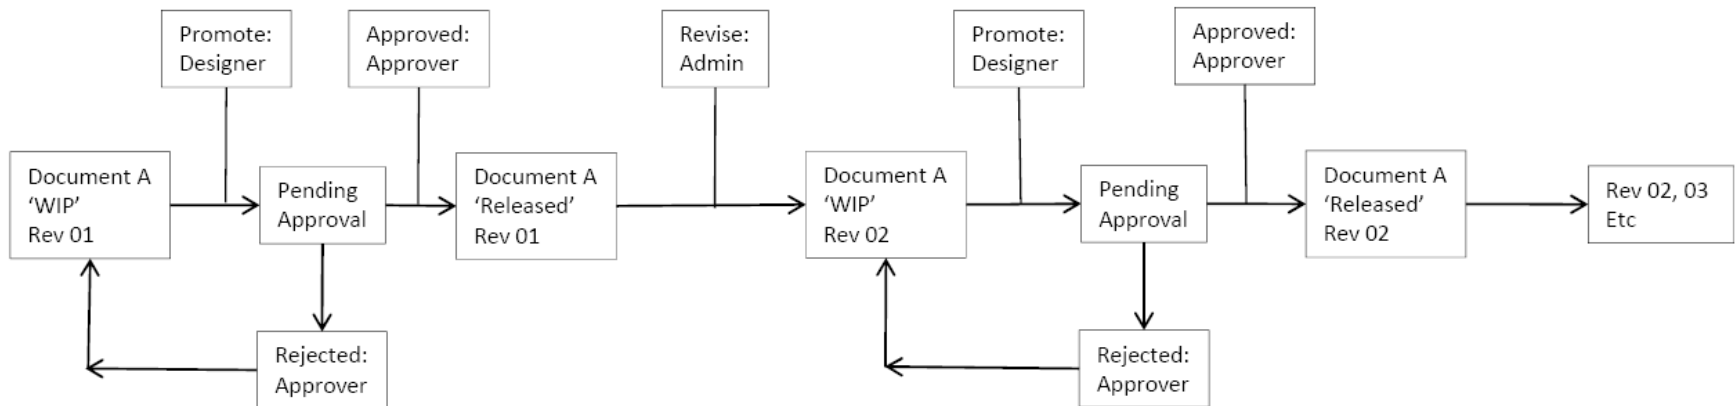 Promote:
Designer
Approved:
Approver
Revise:
Admin
Promote:
Designer
Approved:
Approver
Document A
‘WIP’
Rev 01
Pending
Approval
Document A
‘Released’
Rev 01
Document A
‘WIP’
Rev 02
Pending
Approval
Document A
‘Released’
Rev 02
Rev 02, 03
Etc
Rejected:
Approver
Rejected:
Approver